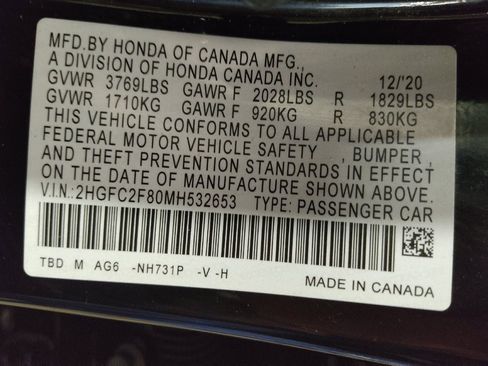 MFD.BY HONDA OF CANADA MFG.,
A DIVISION OF HONDA CANADA INC. 12/'20
GVWR 3769LBS GAWR F 2028LBS R 1829LBS
GVWR 1710KG GAWR F 920KG R 830KG
THIS VEHICLE CONFORMS TO ALL APPLICABLE
FEDERAL MOTOR VEHICLE SAFETY , BUMPER ,
AND THEFT PREVENTION STANDARDS IN EFFECT
ON THE DATE OF MANUFACTURE SHOWN ABOVE.
V.I.N.:2HGFC2F80MH532653 TYPE: PASSENGER CAR
TBD M AG6 -NH731P -V -H
MADE IN CANADA